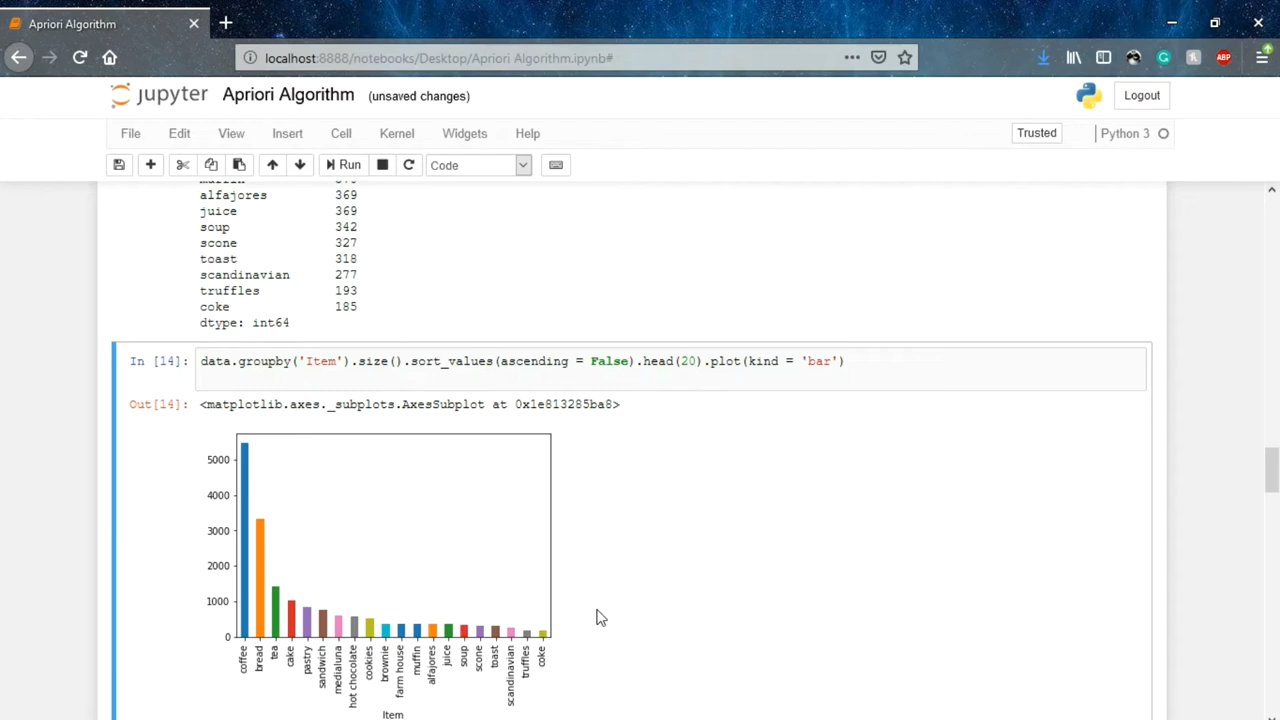 Apriori Algorithm
localhost:8888/notebooks/Desktop/Apriori Algorithm.ipynb#
ABP
jupyter Apriori Algorithm (unsaved changes) Logout
File Edit View Insert Cell Kernel Widgets Help Trusted Python 3
Run Code
alfajores 369
juice 369
soup 342
scone 327
toast 318
scandinavian 277
truffles 193
coke 185
dtype: int64
In [14]: data.groupby('Item').size().sort_values(ascending = False).head(20).plot(kind = 'bar')
Out[14]: <matplotlib.axes._subplots.AxesSubplot at 0x1e813285ba8>
5000
4000
3000
2000
1000
0
coffee
bread
tea
cake
pastry
sandwich
medialuna
hot chocolate
cookies
brownie
farm house
muffin
alfajores
juice
soup
scone
toast
scandinavian
truffles
coke
Item